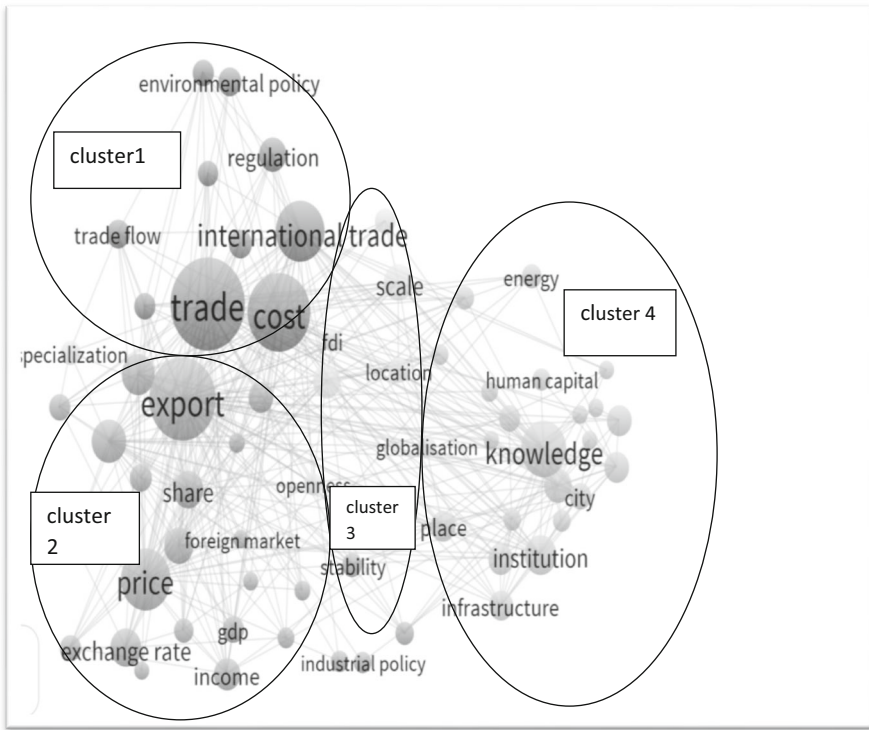 environmental policy
cluster1
regulation
trade flow
international trade
scale
energy
trade
cost
cluster 4
fdi
specialization
location
human capital
export
globalisation
knowledge
share
openness
city
cluster
2
cluster
3
place
foreign market
institution
stability
price
infrastructure
gdp
exchange rate
industrial policy
income